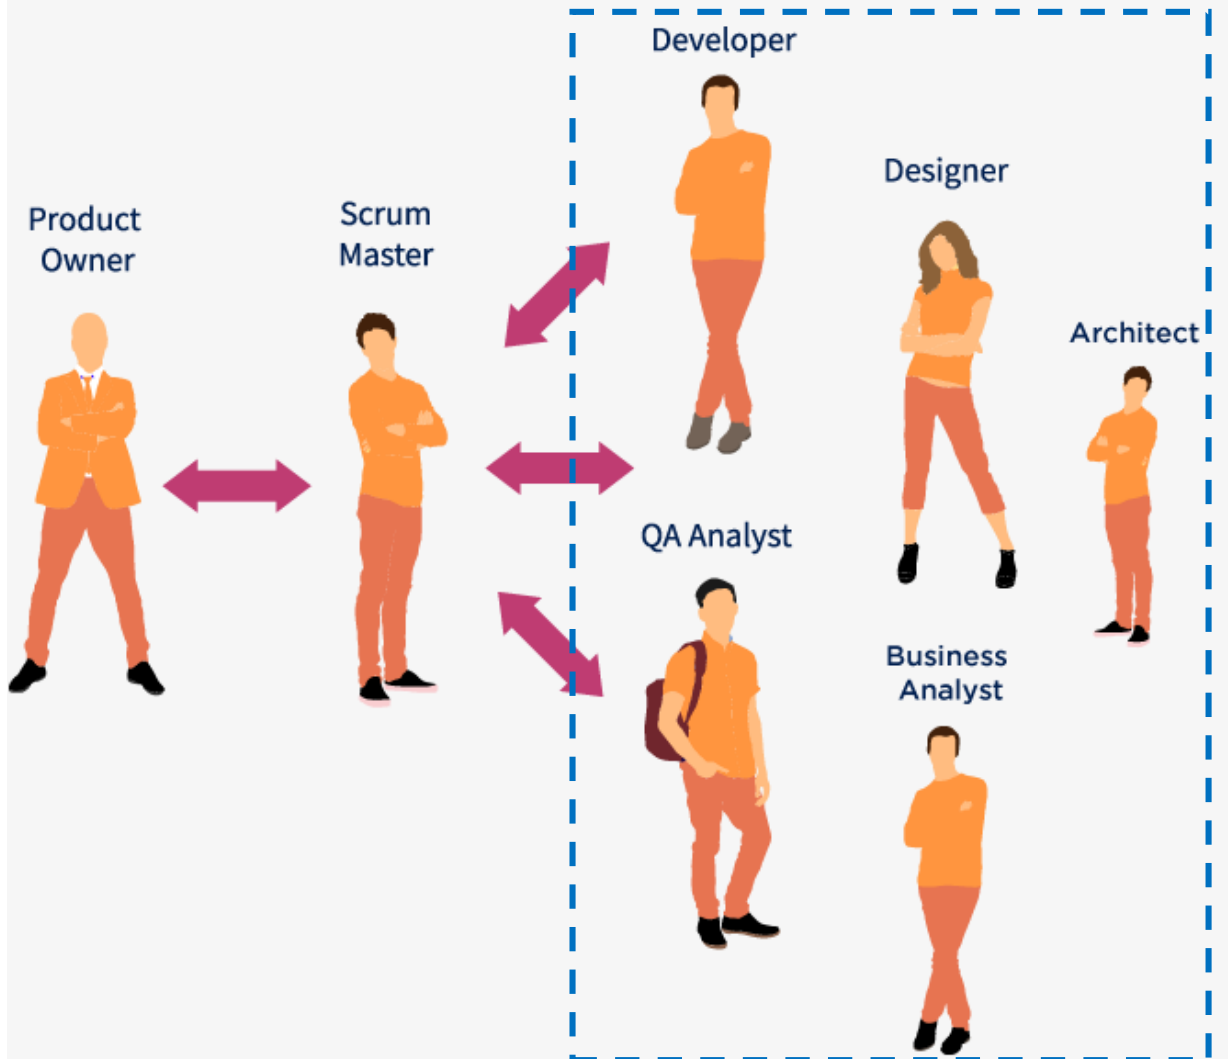 Product
Owner
Scrum
Master
Developer
Designer
Architect
QA Analyst
Business
Analyst